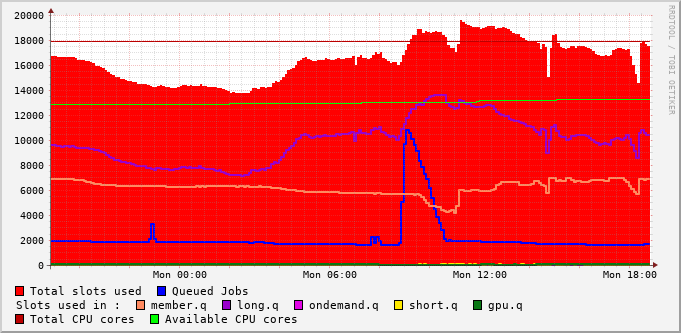 RRDTOOL / TOBI OETIKER
20000
18000
16000
14000
12000
10000
8000
6000
4000
2000
0
Mon 00:00 Mon 06:00 Mon 12:00 Mon 18:00
Total slots used Queued Jobs
Slots used in : member.q long.q ondemand.q short.q gpu.q
Total CPU cores Available CPU cores